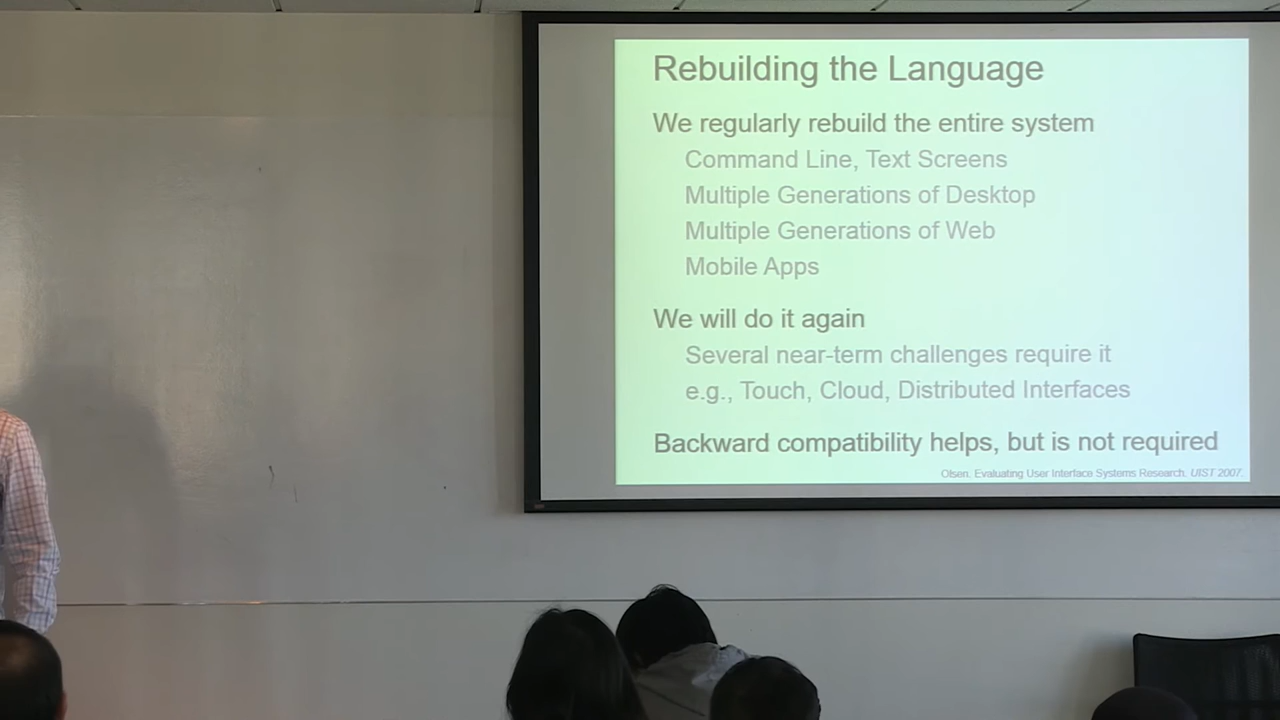 Rebuilding the Language
We regularly rebuild the entire system
Command Line, Text Screens
Multiple Generations of Desktop
Multiple Generations of Web
Mobile Apps
We will do it again
Several near-term challenges require it
e.g., Touch, Cloud, Distributed Interfaces
Backward compatibility helps, but is not required
Olsen. Evaluating User Interface Systems Research. UIST 2007.